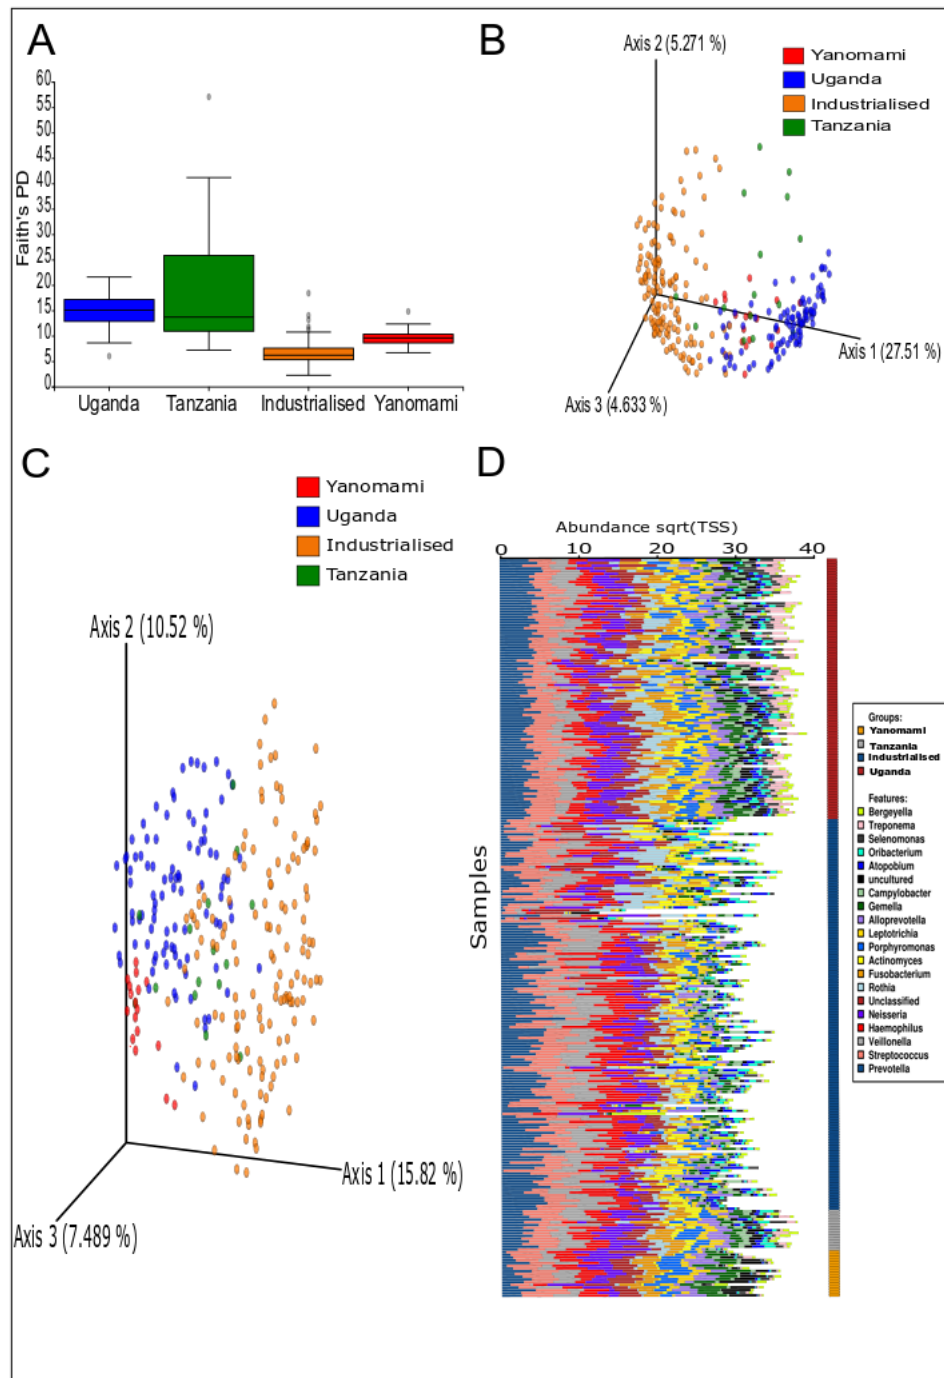 A
Faith's PD
60
55
50
45
40
35
30
25
20
15
10
5
0
Uganda Tanzania Industrialised Yanomami
B
Axis 2 (5.271 %)
Yanomami
Uganda
Industrialised
Tanzania
Axis 1 (27.51 %)
Axis 3 (4.633 %)
C
Yanomami
Uganda
Industrialised
Tanzania
Axis 2 (10.52 %)
Axis 1 (15.82 %)
Axis 3 (7.489 %)
D
Abundance sqrt(TSS)
0 10 20 30 40
Samples
Groups:
Yanomami
Tanzania
Industrialised
Uganda
Features:
Bergeyella
Treponema
Selenomonas
Oribacterium
Atopobium
uncultured
Campylobacter
Gemella
Alloprevotella
Leptotrichia
Porphyromonas
Actinomyces
Fusobacterium
Rothia
Unclassified
Neisseria
Haemophilus
Veillonella
Streptococcus
Prevotella